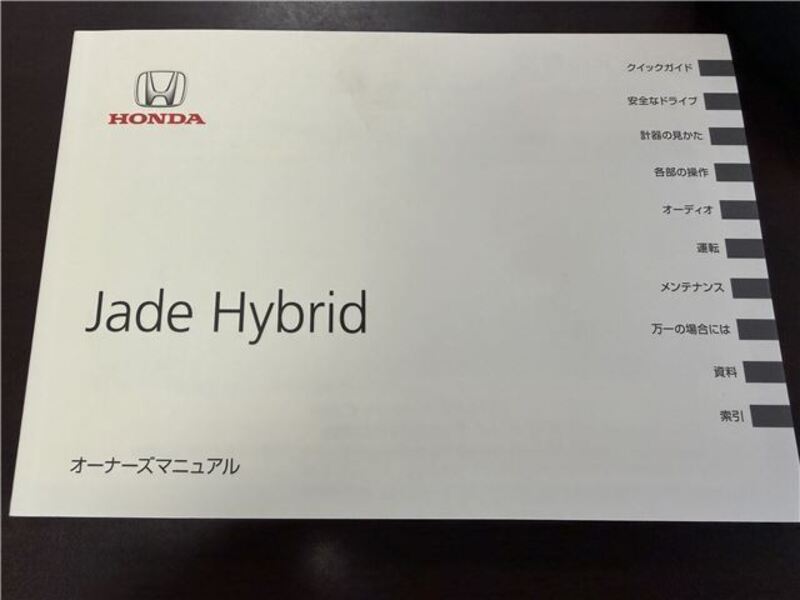 HONDA
クイックガイド
安全なドライブ
計器の見かた
各部の操作
オーディオ
運転
メンテナンス
万一の場合には
資料
索引
Jade Hybrid
オーナーズマニュアル